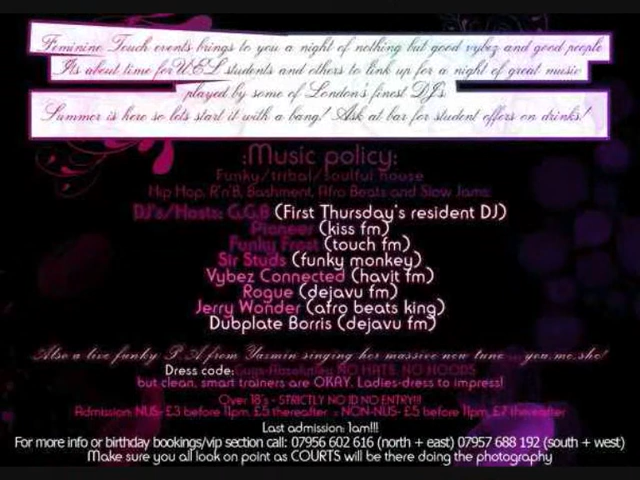 Feminine Touch events brings to you a night of nothing but good vybez and good people
Its about time for UEL students and others to link up for a night of great music
played by some of London's finest DJ's
Summer is here so lets start it with a bang! Ask at bar for student offers on drinks!
:Music policy:
Funky/tribal/soulful house
Hip Hop, R'n'B, Bashment, Afro Beats and Slow Jams
DJ's/Hosts: G.G.B (First Thursday's resident DJ)
Pioneer (kiss fm)
Funky Frost (touch fm)
Sir Studs (funky monkey)
Vybez Connected (havit fm)
Rogue (dejavu fm)
Jerry Wonder (afro beats king)
Dubplate Borris (dejavu fm)
Also a live funky P.A from Yasmin singing her massive new tune you,me,she!
Dress code: Guys-Absolutley NO HATS, NO HOODS
but clean, smart trainers are OKAY. Ladies-dress to impress!
Over 18's - STRICTLY NO ID NO ENTRY!!!
Admission: NUS- £3 before 11pm, £5 thereafter : NON-NUS- £5 before 11pm, £7 thereafter
Last admission: 1am!!!
For more info or birthday bookings/vip section call: 07956 602 616 (north + east) 07957 688 192 (south + west)
Make sure you all look on point as COURTS will be there doing the photography